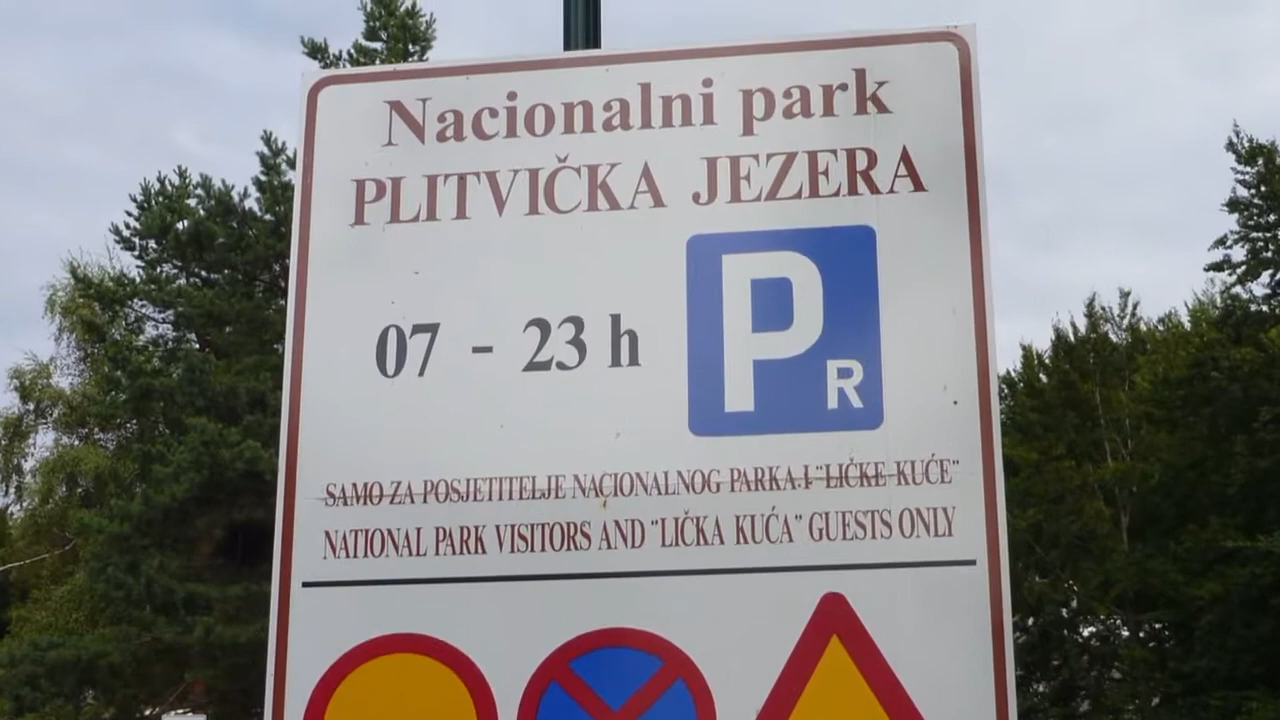 Nacionalni park
PLITVIČKA JEZERA
07 - 23 h
P
R
SAMO ZA POSJETITELJE NACIONALNOG PARKA I "LIČKE KUĆE"
NATIONAL PARK VISITORS AND "LIČKA KUĆA" GUESTS ONLY